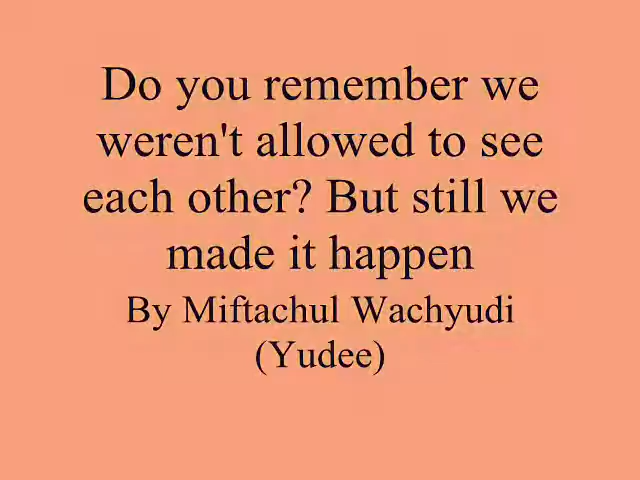 Do you remember we
weren't allowed to see
each other? But still we
made it happen
By Miftachul Wachyudi
(Yudee)